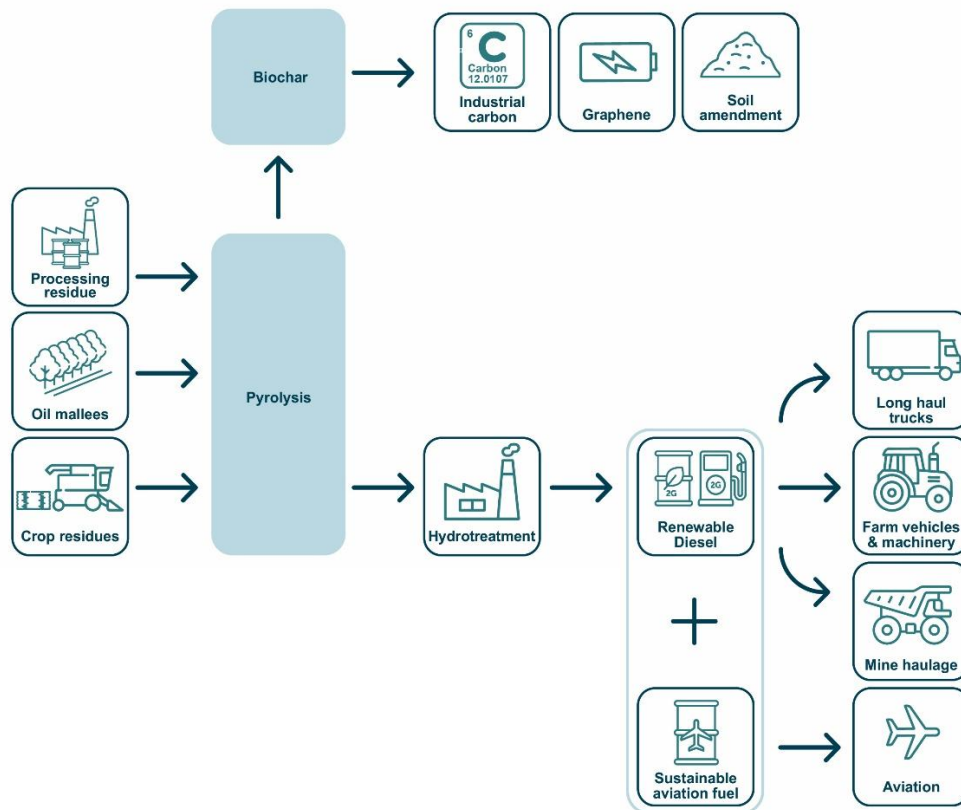 Biochar
6
C
Carbon
12.0107
Industrial
carbon
Graphene
Soil
amendment
Processing
residue
Oil mallees
Crop residues
Pyrolysis
Hydrotreatment
2G
2G
Renewable
Diesel
Sustainable
aviation fuel
Long haul
trucks
Farm vehicles
& machinery
Mine haulage
Aviation